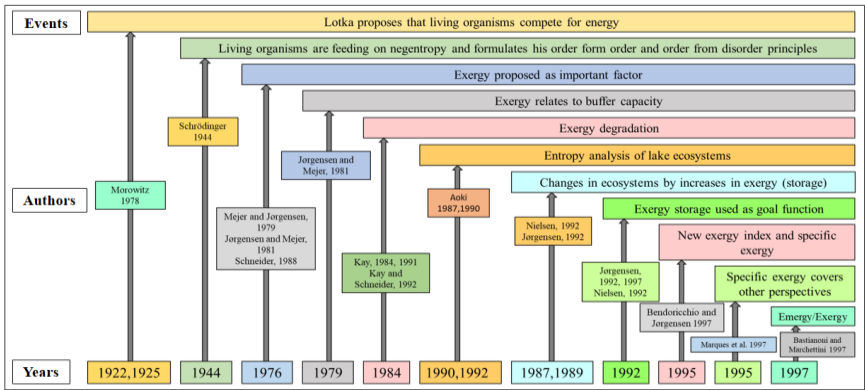 Events
Lotka proposes that living organisms compete for energy
Living organisms are feeding on negentropy and formulates his order form order and order from disorder principles
Exergy proposed as important factor
Exergy relates to buffer capacity
Exergy degradation
Entropy analysis of lake ecosystems
Changes in ecosystems by increases in exergy (storage)
Exergy storage used as goal function
New exergy index and specific
exergy
Specific exergy covers
other perspectives
Emergy/Exergy
Authors
Morowitz
1978
Schrödinger
1944
Mejer and Jørgensen,
1979
Jørgensen and Mejer,
1981
Schneider, 1988
Jørgensen and
Mejer, 1981
Kay, 1984, 1991
Kay and
Schneider, 1992
Aoki
1987,1990
Nielsen, 1992
Jørgensen, 1992
Jørgensen,
1992, 1997
Nielsen, 1992
Bendoricchio and
Jørgensen 1997
Marques et al. 1997
Bastianoni and
Marchettini 1997
Years
1922,1925
1944
1976
1979
1984
1990,1992
1987,1989
1992
1995
1995
1997